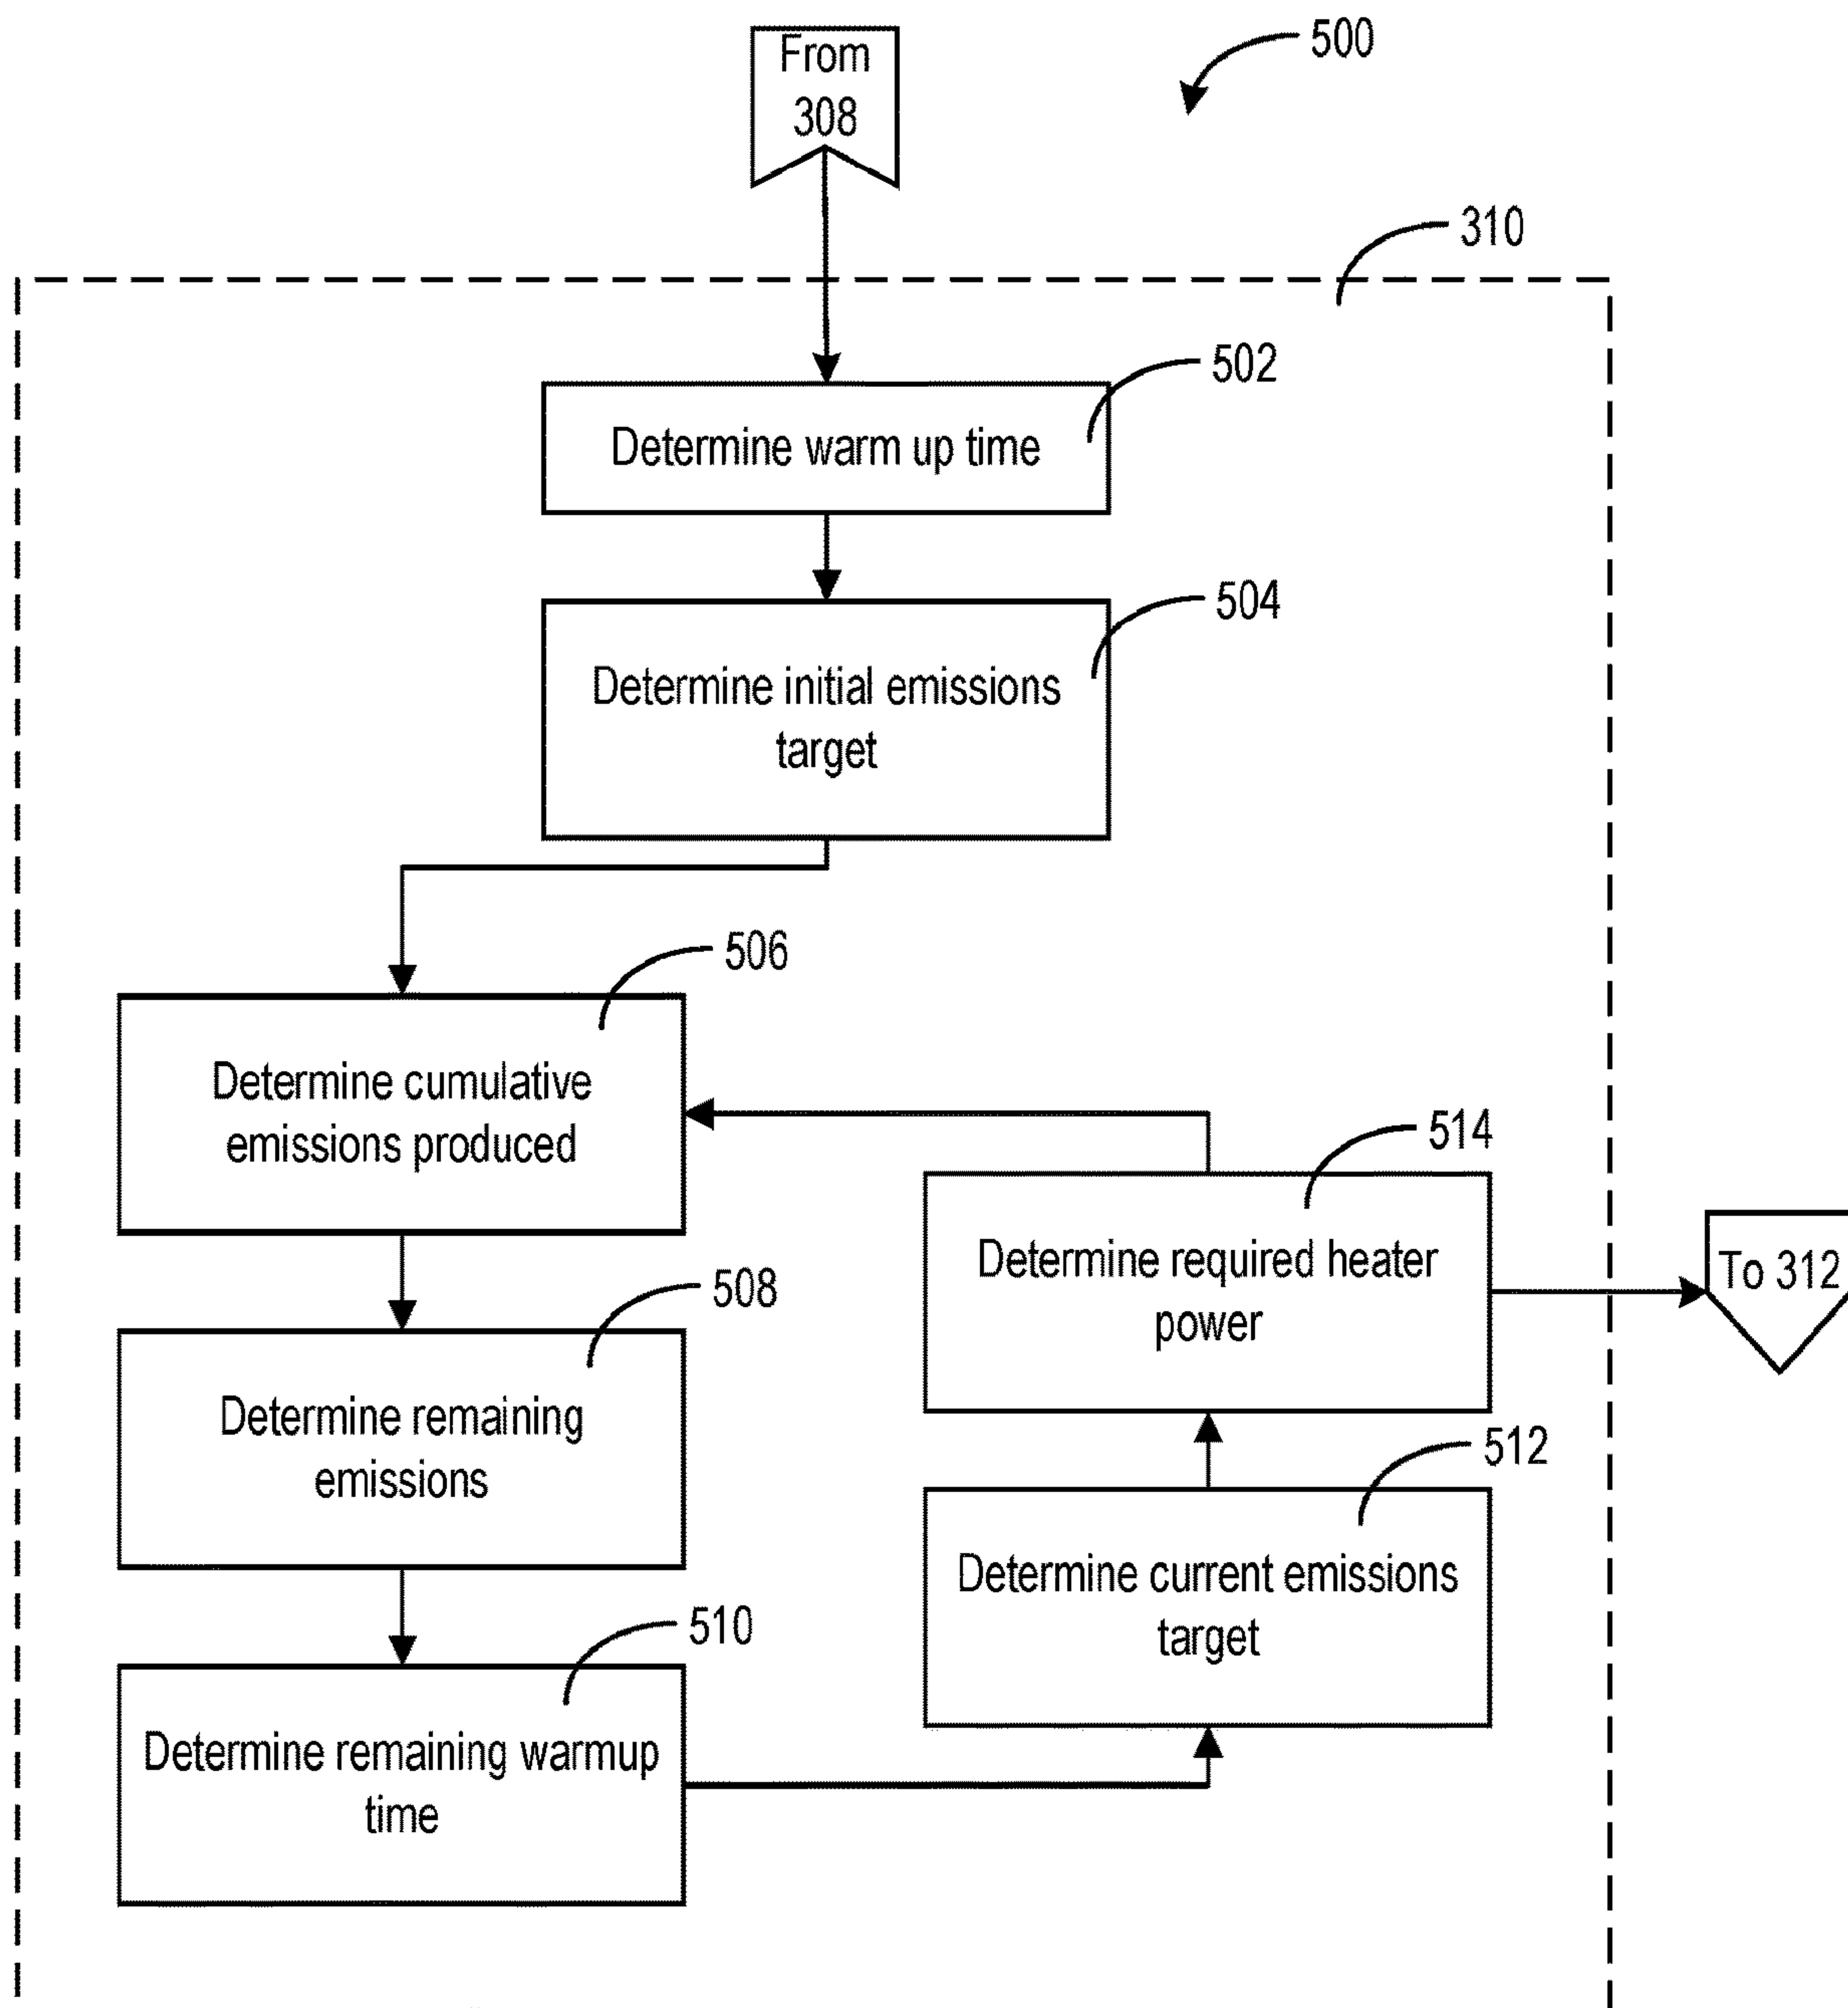 From
308
500
310
502
Determine warm up time
504
Determine initial emissions
target
506
Determine cumulative
emissions produced
514
Determine required heater
power
To 312
508
Determine remaining
emissions
512
Determine current emissions
target
510
Determine remaining warmup
time